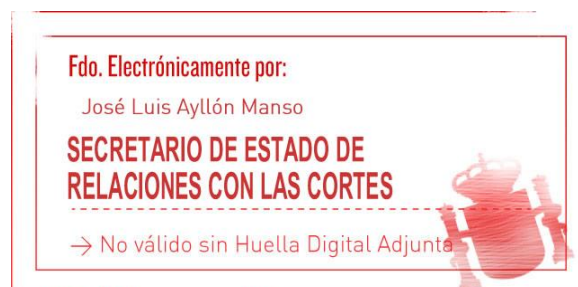 Fdo. Electrónicamente por:
José Luis Ayllón Manso
SECRETARIO DE ESTADO DE
RELACIONES CON LAS CORTES
→ No válido sin Huella Digital Adjunta